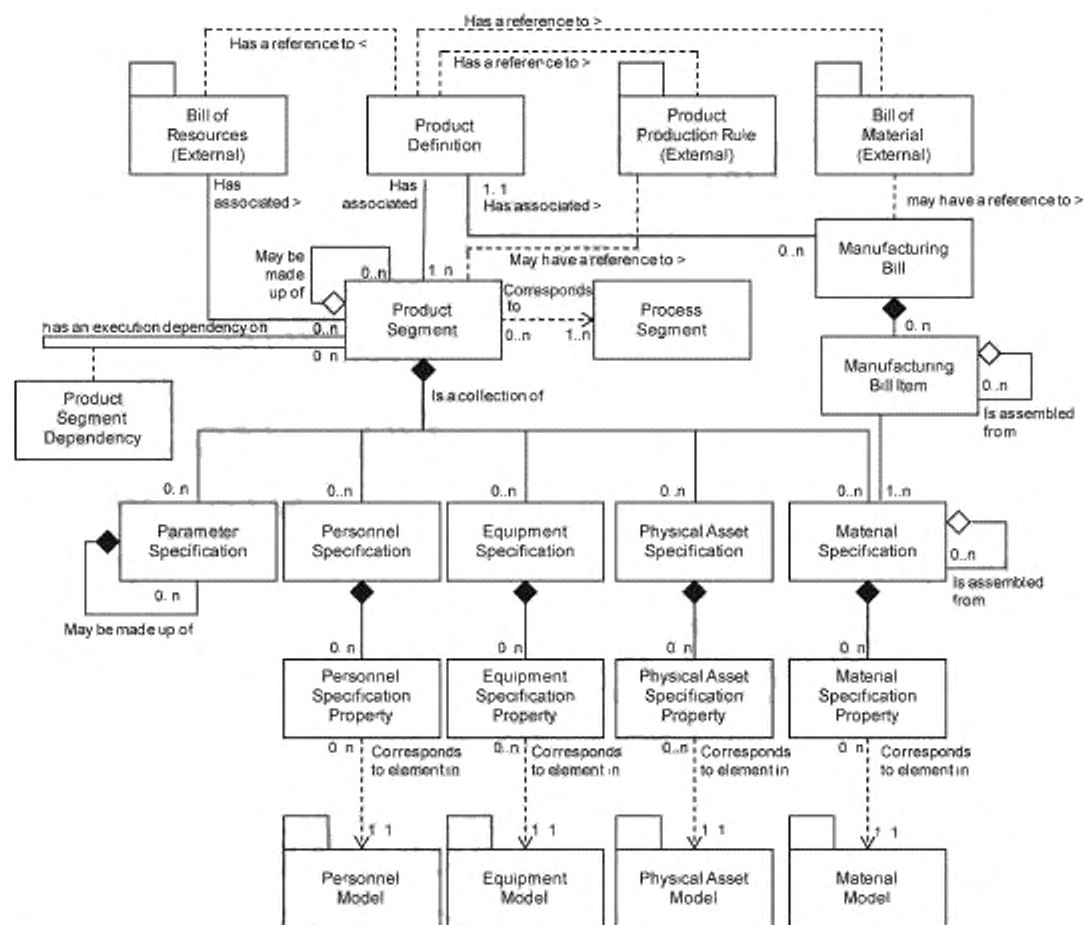 Has a reference to >
Has a reference to <
Has a reference to >
Bill of
Resources
(External)
Product
Definition
Product
Production Rule
(External)
Bill of
Material
(External)
Has
associated >
Has
associated
1. 1
Has associated >
may have a reference to >
0..n
Manufacturing
Bill
May be
made
up of
0..n
1 n
May have a reference to >
Product
Segment
Corresponds
to
0..n
1..n
Process
Segment
has an execution dependency on
0..n
0 n
0. n
Manufacturing
Bill Item
0..n
Is assembled
from
Product
Segment
Dependency
Is a collection of
0. n
0..n
0..n
0..n
0..n
1..n
Parameter
Specification
Personnel
Specification
Equipment
Specification
Physical Asset
Specification
Material
Specification
0. n
May be made up of
0..n
Is assembled
from
0 n
0 n
0 n
0 n
Personnel
Specification
Property
Equipment
Specification
Property
Physical Asset
Specification
Property
Material
Specification
Property
0 n
Corresponds
to element in
0..n
Corresponds
to element in
0..n
Corresponds
to element in
0 n
Corresponds
to element in
1 1
1 1
1 1
1 1
Personnel
Model
Equipment
Model
Physical Asset
Model
Material
Model